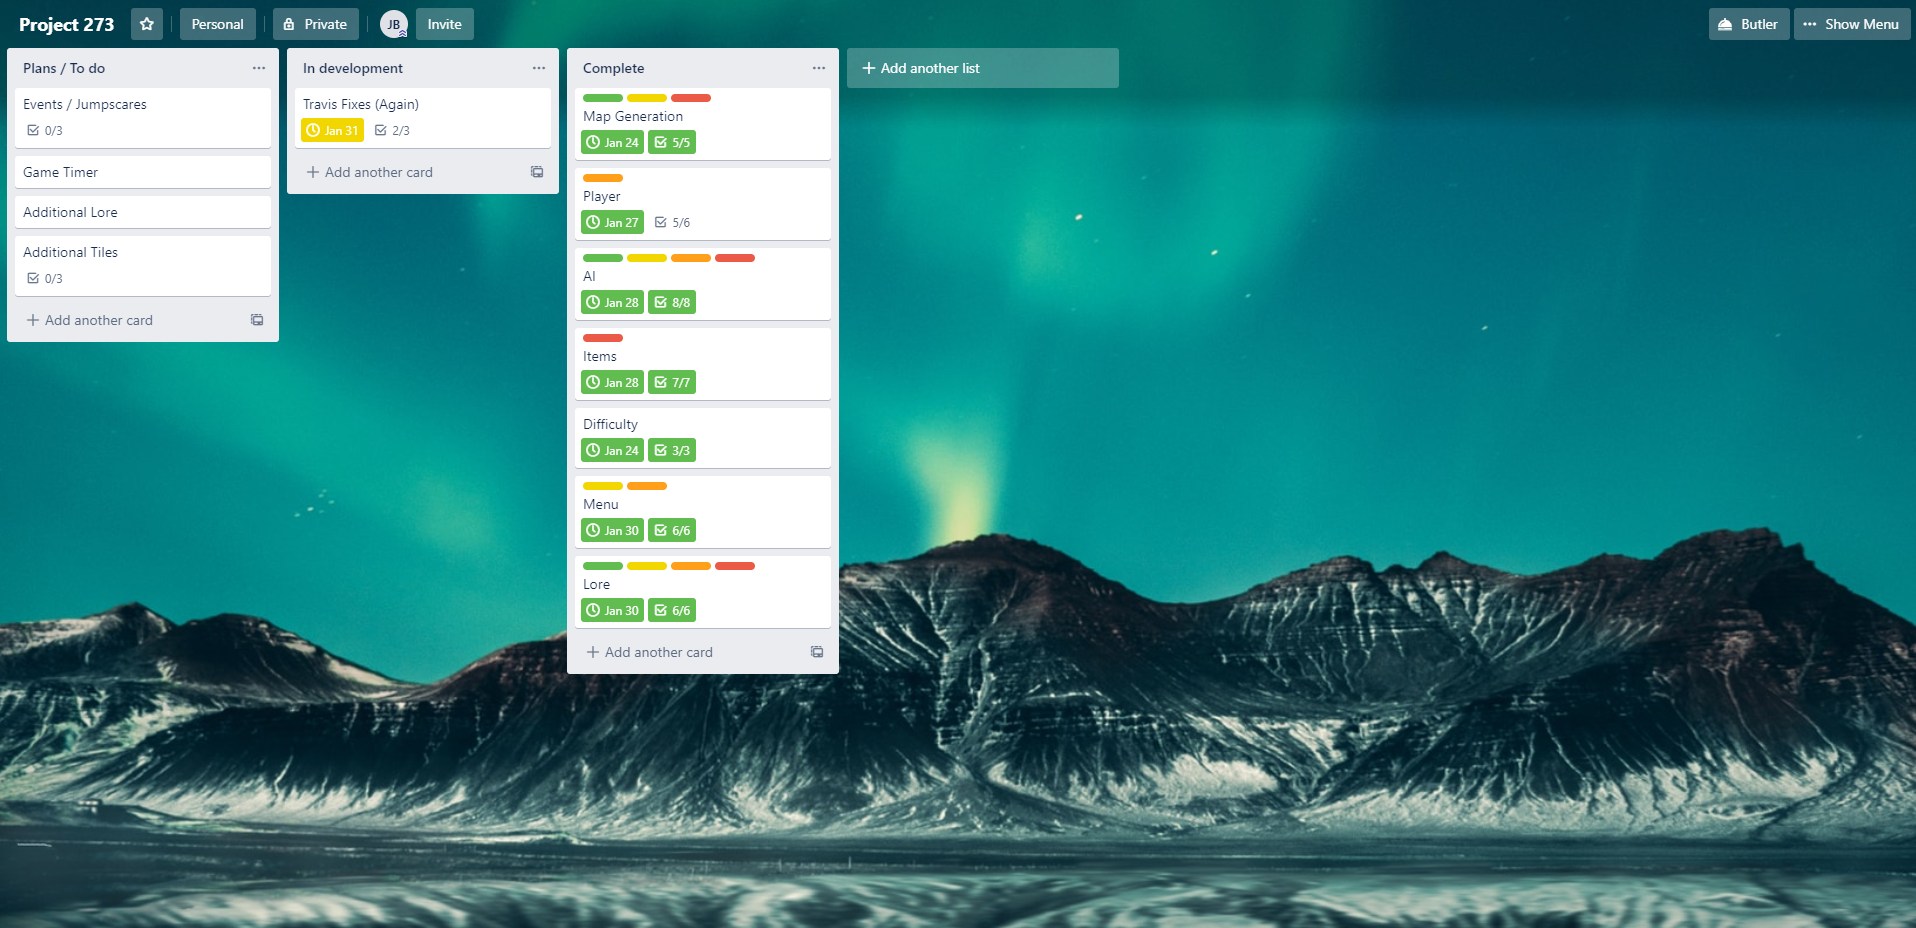 Project 273
Personal
Private
JB
Invite
Butler
Show Menu
Plans / To do
Events / Jumpscares
0/3
Game Timer
Additional Lore
Additional Tiles
0/3
Add another card
In development
Travis Fixes (Again)
Jan 31 2/3
Add another card
Complete
Map Generation
Jan 24 5/5
Player
Jan 27 5/6
AI
Jan 28 8/8
Items
Jan 28 7/7
Difficulty
Jan 24 3/3
Menu
Jan 30 6/6
Lore
Jan 30 6/6
Add another card
Add another list